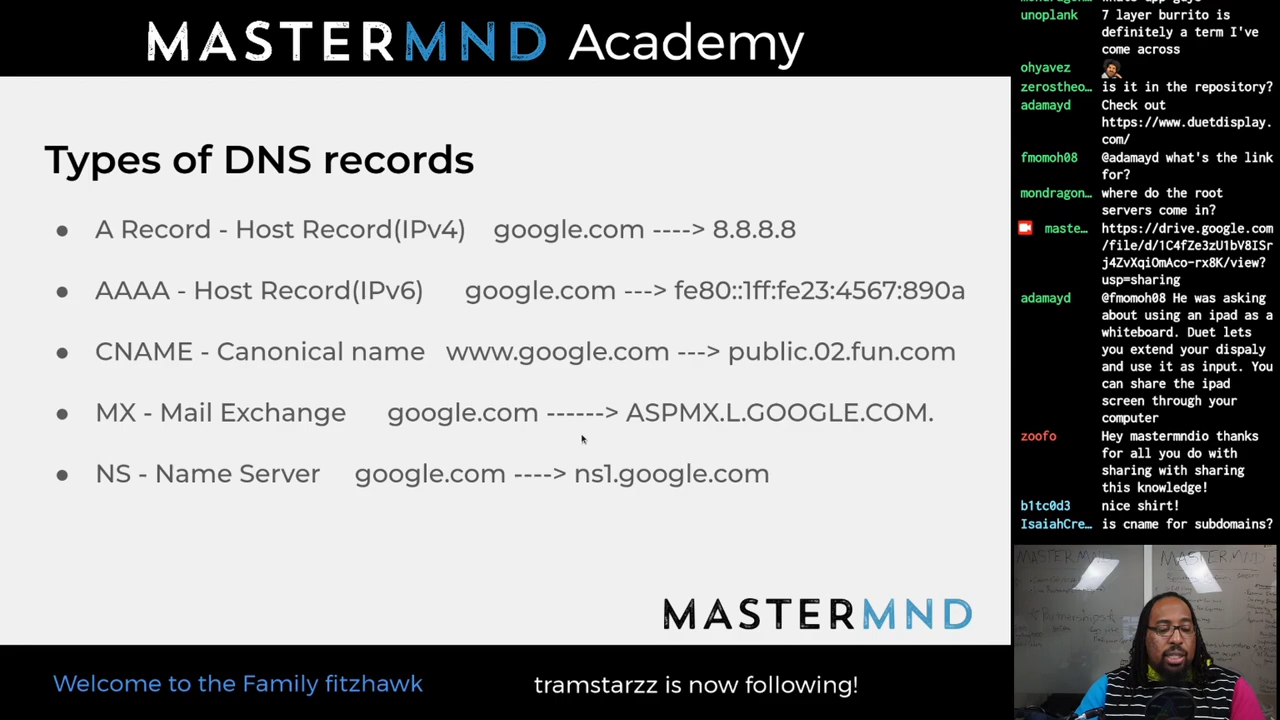 MASTERMND Academy
Types of DNS records
● A Record - Host Record(IPv4) google.com ----> 8.8.8.8
● AAAA - Host Record(IPv6) google.com ---> fe80::1ff:fe23:4567:890a
● CNAME - Canonical name www.google.com ---> public.02.fun.com
● MX - Mail Exchange google.com ------> ASPMX.L.GOOGLE.COM.
● NS - Name Server google.com ----> ns1.google.com
MASTERMND
Welcome to the Family fitzhawk
tramstarzz is now following!
unoplank 7 layer burrito is
definitely a term I've
come across
ohyavez
zerostheo… is it in the repository?
adamayd Check out
https://www.duetdisplay.
com/
fmomoh08 @adamayd what's the link
for?
mondragon… where do the root
servers come in?
maste… https://drive.google.com
/file/d/1C4fZe3zU1bV8ISr
j4ZvXqiOmAco-rx8K/view?
usp=sharing
adamayd @fmomoh08 He was asking
about using an ipad as a
whiteboard. Duet lets
you extend your dispaly
and use it as input. You
can share the ipad
screen through your
computer
zoofo Hey mastermndio thanks
for all you do with
sharing with sharing
this knowledge!
b1tc0d3 nice shirt!
IsaiahCre… is cname for subdomains?
MASTERMND
MASTERMND